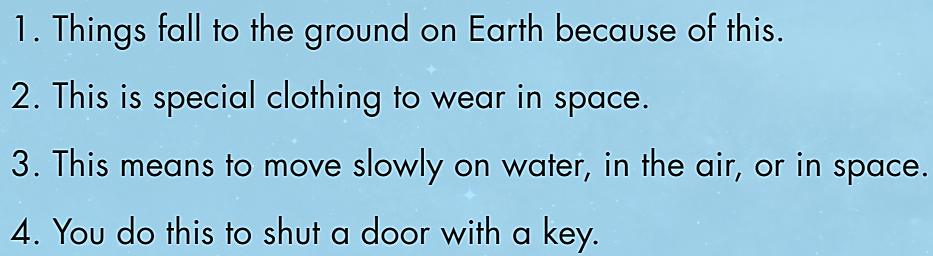 1. Things fall to the ground on Earth because of this.
2. This is special clothing to wear in space.
3. This means to move slowly on water, in the air, or in space.
4. You do this to shut a door with a key.